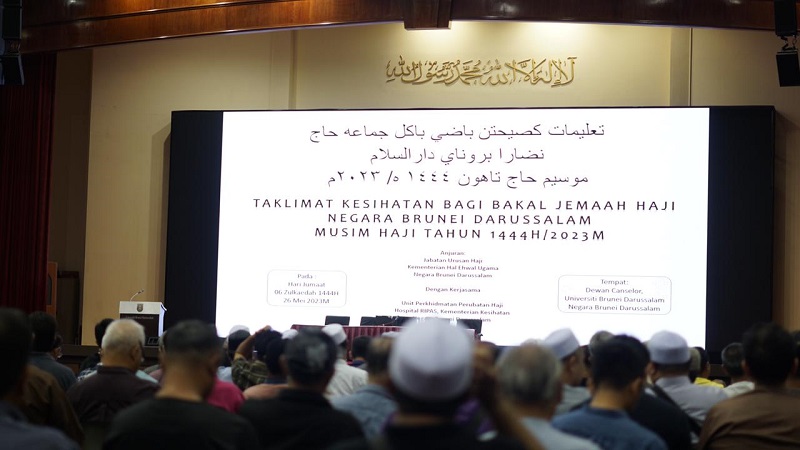 لا إله إلا الله محمد رسول الله
تعليمات كصيحتن باضي باكل جماعه حاج
نضارا بروناي دارالسلام
موسيم حاج تاهون ١٤٤٤ ه/ ٢٠٢٣م
TAKLIMAT KESIHATAN BAGI BAKAL JEMAAH HAJI
NEGARA BRUNEI DARUSSALAM
MUSIM HAJI TAHUN 1444H/2023M
Anjuran:
Jabatan Urusan Haji
Kementerian Hal Ehwal Ugama
Negara Brunei Darussalam
Dengan Kerjasama
Unit Perkhidmatan Perubatan Haji
Hospital RIPAS, Kementerian Kesihatan
Brunei Darussalam
Pada :
Hari Jumaat
06 Zulkaedah 1444H
26 Mei 2023M
Tempat:
Dewan Canselor,
Universiti Brunei Darussalam
Negara Brunei Darussalam